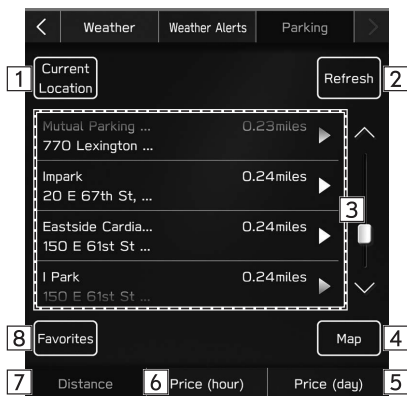 Weather Weather Alerts Parking
1 Current Location Refresh 2
Mutual Parking ... 0.23miles
770 Lexington ...
Impark 0.24miles
20 E 67th St, ...
3
Eastside Cardia... 0.24miles
150 E 61st St ...
I Park 0.24miles
150 E 61st St ...
8 Favorites Map 4
7 Distance 6 Price (hour) Price (day) 5